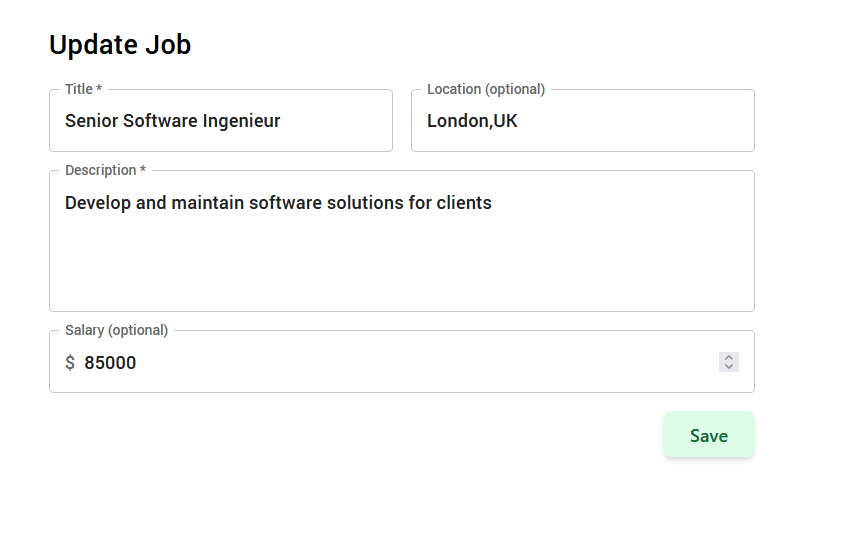 Update Job
Title *
Location (optional)
Senior Software Ingenieur
London,UK
Description *
Develop and maintain software solutions for clients
Salary (optional)
$ 85000
Save